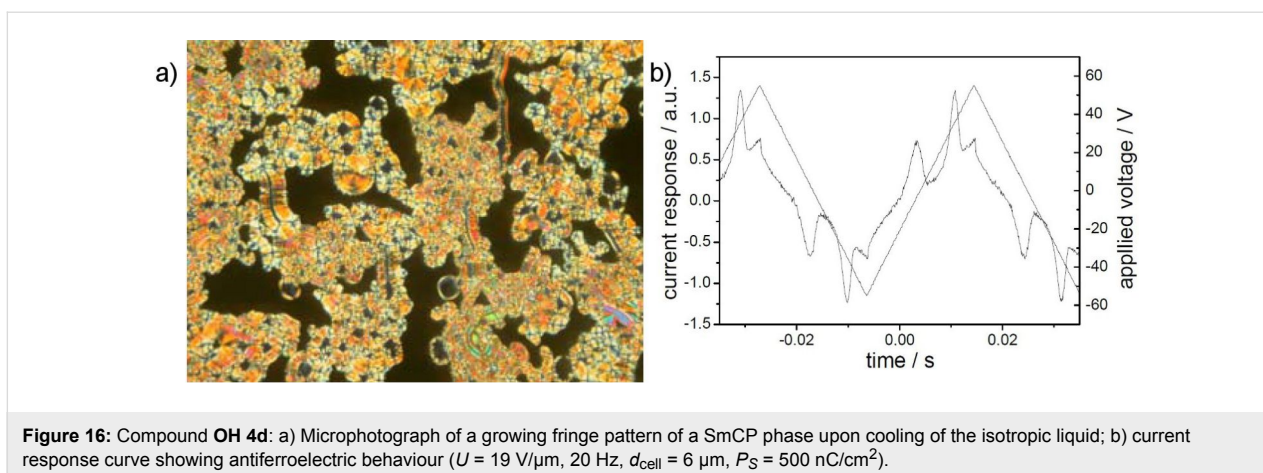 a)
b)
1.5
1.0
0.5
0.0
-0.5
-1.0
-1.5
current response / a.u.
60
40
20
0
-20
-40
-60
appllied voltage / V
-0.02 0.00 0.02
time / s
Figure 16: Compound OH 4d: a) Microphotograph of a growing fringe pattern of a SmCP phase upon cooling of the isotropic liquid; b) current
response curve showing antiferroelectric behaviour (U = 19 V/μm, 20 Hz, dcell = 6 μm, PS = 500 nC/cm²).